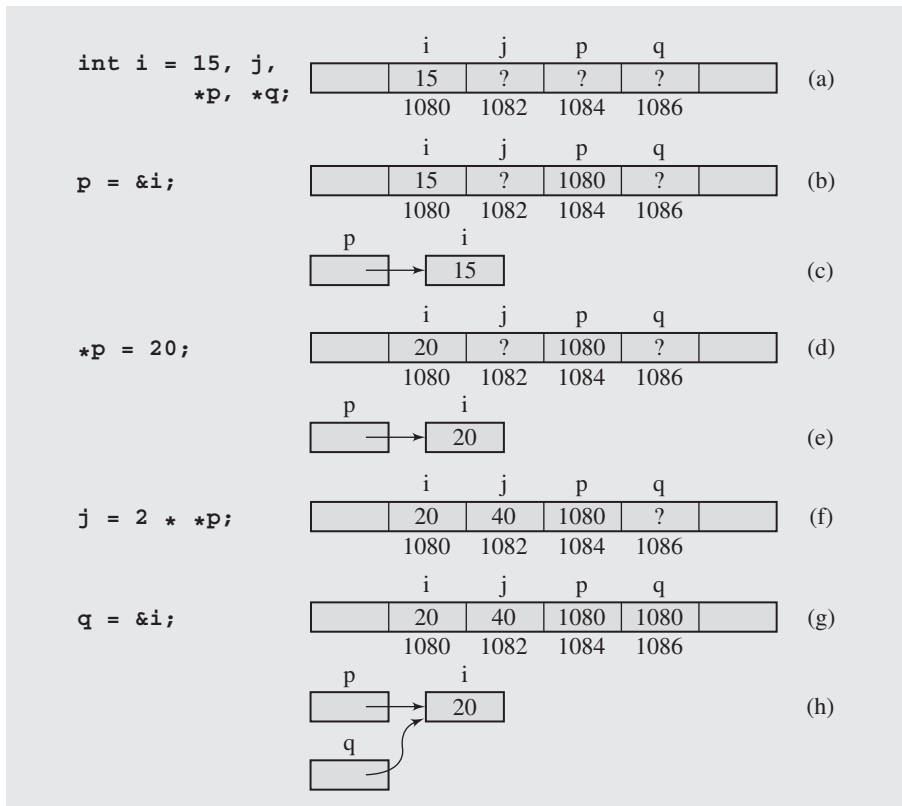 int i = 15, j,
*p, *q;
i j p q
15 ? ? ?
1080 1082 1084 1086
(a)
p = &i;
i j p q
15 ? 1080 ?
1080 1082 1084 1086
(b)
p i
15
(c)
*p = 20;
i j p q
20 ? 1080 ?
1080 1082 1084 1086
(d)
p i
20
(e)
j = 2 * *p;
i j p q
20 40 1080 ?
1080 1082 1084 1086
(f)
q = &i;
i j p q
20 40 1080 1080
1080 1082 1084 1086
(g)
p i
20
(h)
q